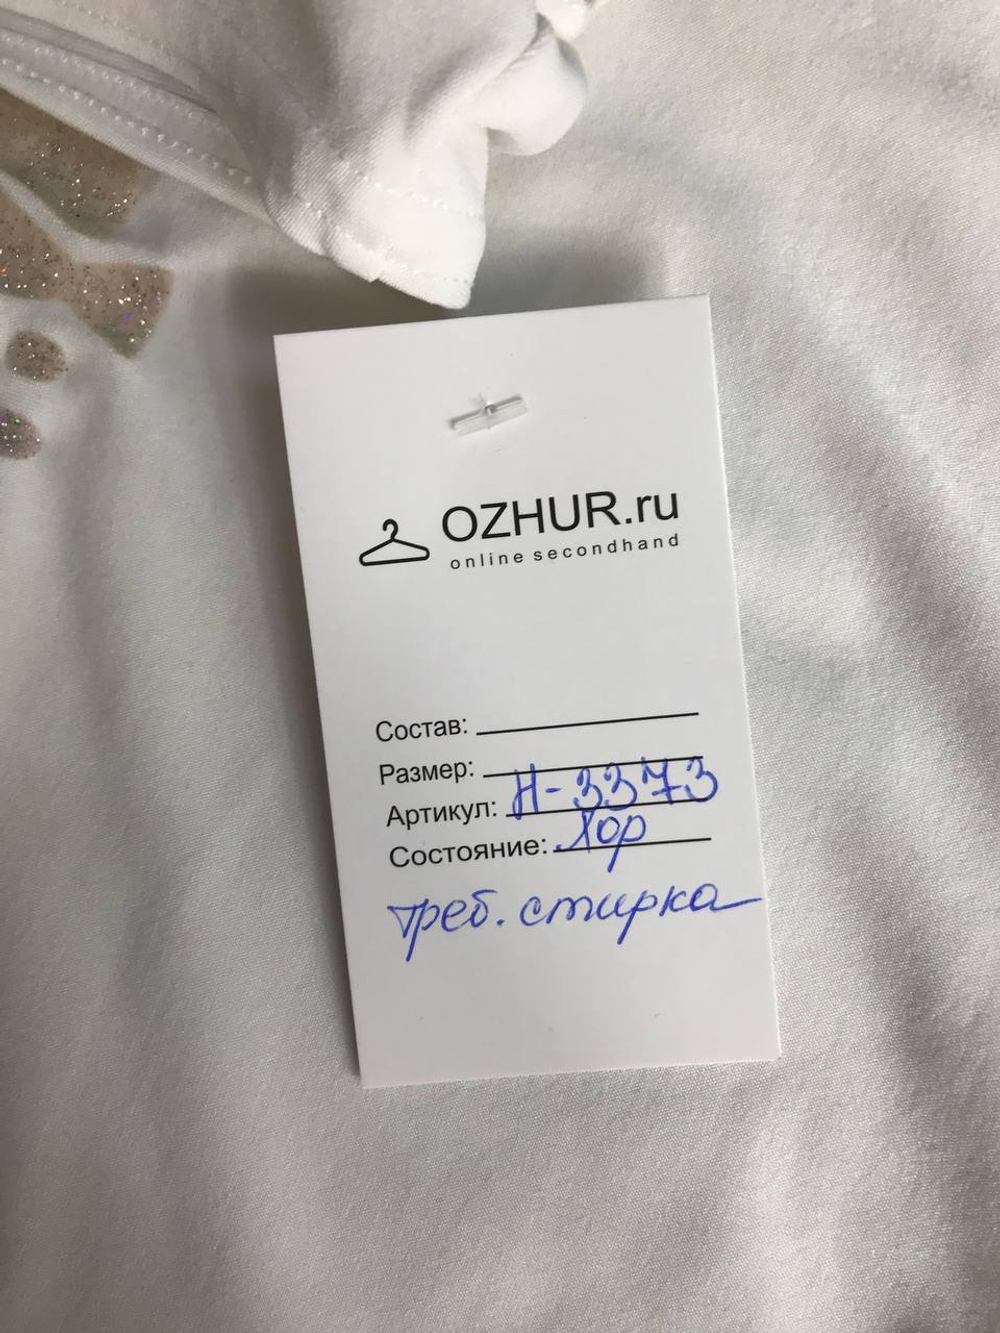 OZHUR.ru
online secondhand
Состав:
Размер:
Артикул: Н-3373
Состояние: Хор
треб. стирка